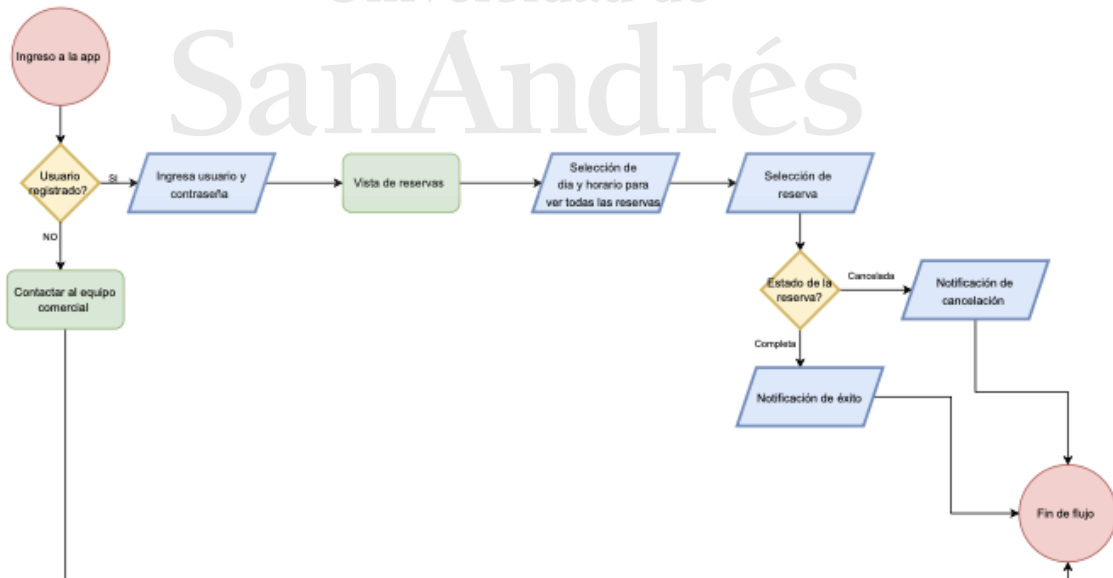 Universidad de
SanAndrés
Ingreso a la app
Usuario
registrado?
SI
Ingresa usuario y
contraseña
Vista de reservas
Selección de
dia y horario para
ver todas las reservas
Selección de
reserva
NO
Contactar al equipo
comercial
Estado de la
reserva?
Cancelada
Notificación de
cancelación
Completa
Notificación de éxito
Fin de flujo